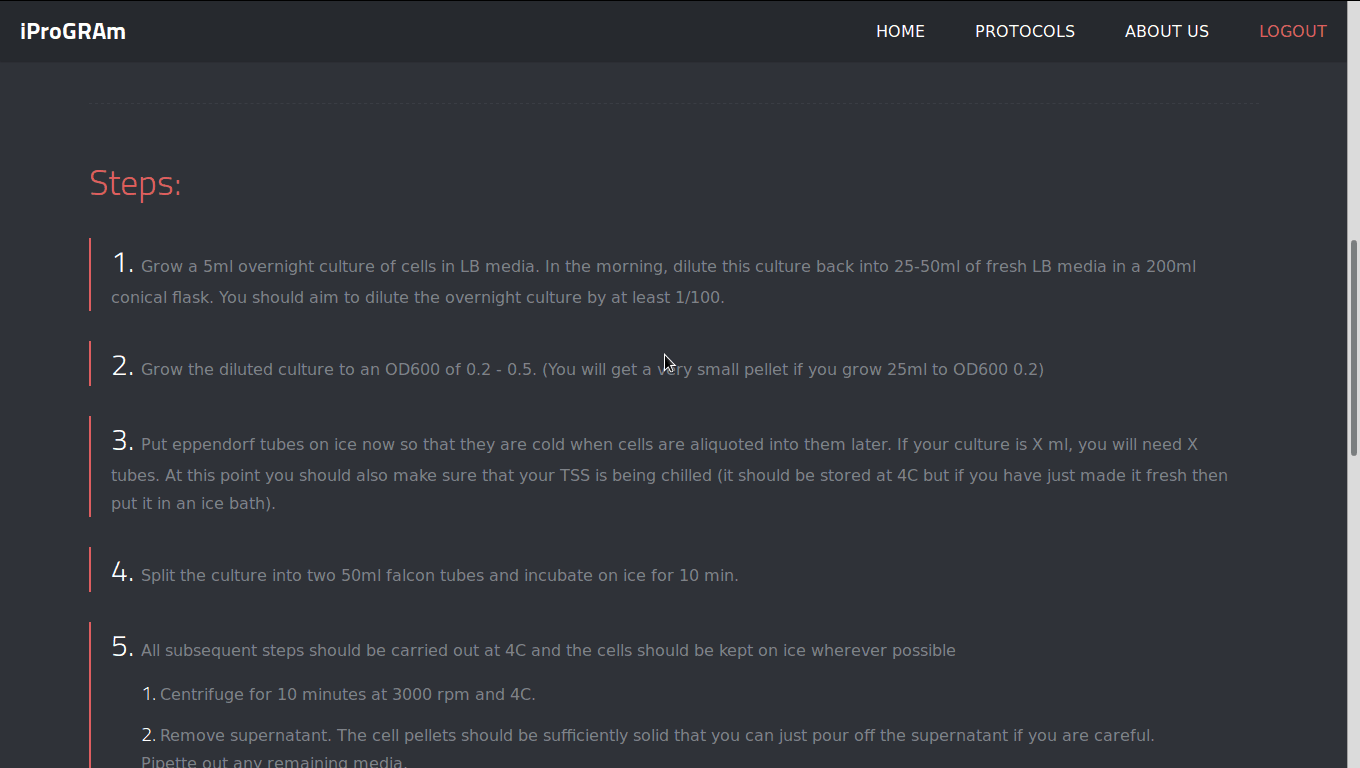 iProGRAm HOME PROTOCOLS ABOUT US LOGOUT
Steps:
1. Grow a 5ml overnight culture of cells in LB media. In the morning, dilute this culture back into 25-50ml of fresh LB media in a 200ml
conical flask. You should aim to dilute the overnight culture by at least 1/100.
2. Grow the diluted culture to an OD600 of 0.2 - 0.5. (You will get a very small pellet if you grow 25ml to OD600 0.2)
3. Put eppendorf tubes on ice now so that they are cold when cells are aliquoted into them later. If your culture is X ml, you will need X
tubes. At this point you should also make sure that your TSS is being chilled (it should be stored at 4C but if you have just made it fresh then
put it in an ice bath).
4. Split the culture into two 50ml falcon tubes and incubate on ice for 10 min.
5. All subsequent steps should be carried out at 4C and the cells should be kept on ice wherever possible
1. Centrifuge for 10 minutes at 3000 rpm and 4C.
2. Remove supernatant. The cell pellets should be sufficiently solid that you can just pour off the supernatant if you are careful.
Pipette out any remaining media.